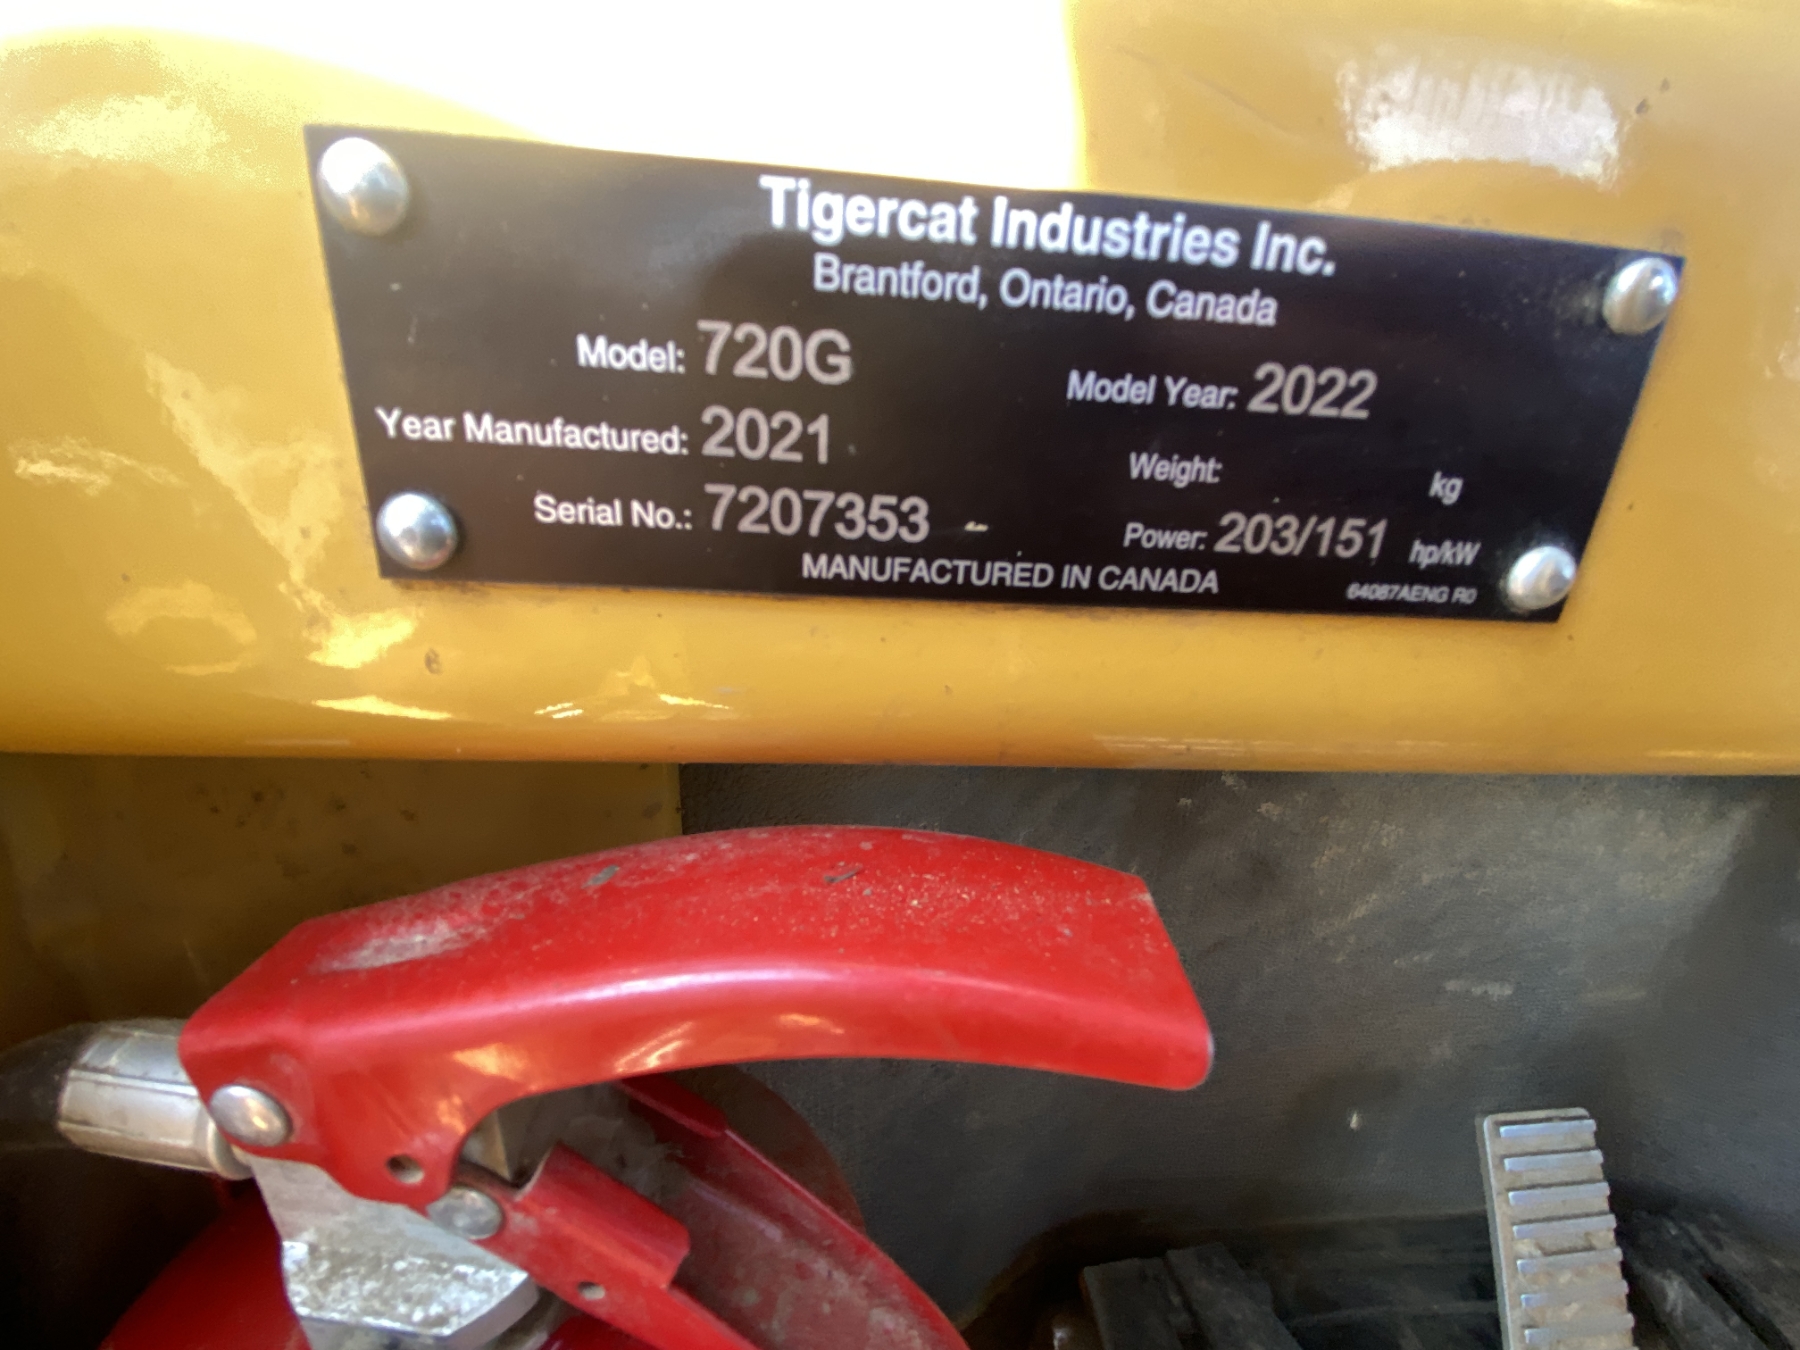 Tigercat Industries Inc.
Brantford, Ontario, Canada
Model: 720G
Model Year: 2022
Year Manufactured: 2021
Weight: kg
Serial No.: 7207353
Power: 203/151 hp/kW
MANUFACTURED IN CANADA
64087AENG R0